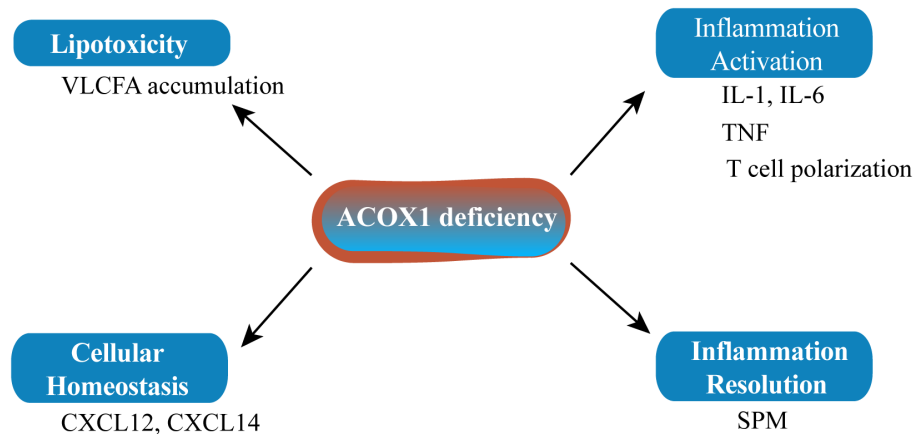 Lipotoxicity
VLCFA accumulation
Inflammation
Activation
IL-1, IL-6
TNF
T cell polarization
ACOX1 deficiency
Cellular
Homeostasis
CXCL12, CXCL14
Inflammation
Resolution
SPM